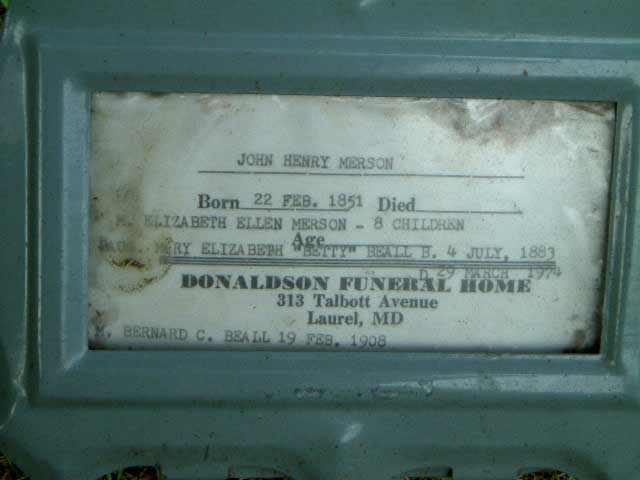 JOHN HENRY MERSON
Born 22 FEB. 1851 Died
M. ELIZABETH ELLEN MERSON - 8 CHILDREN
Age
MARY ELIZABETH "BETTY" BEALL B. 4 JULY, 1883
D 29 MARCH 1974
DONALDSON FUNERAL HOME
313 Talbott Avenue
Laurel, MD
M. BERNARD C. BEALL 19 FEB. 1908